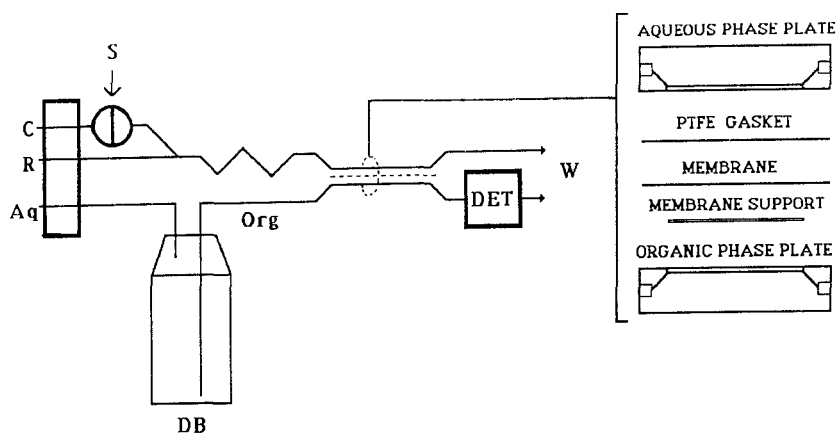 S
C
R
Aq
Org
DB
DET
W
AQUEOUS PHASE PLATE
PTFE GASKET
MEMBRANE
MEMBRANE SUPPORT
ORGANIC PHASE PLATE